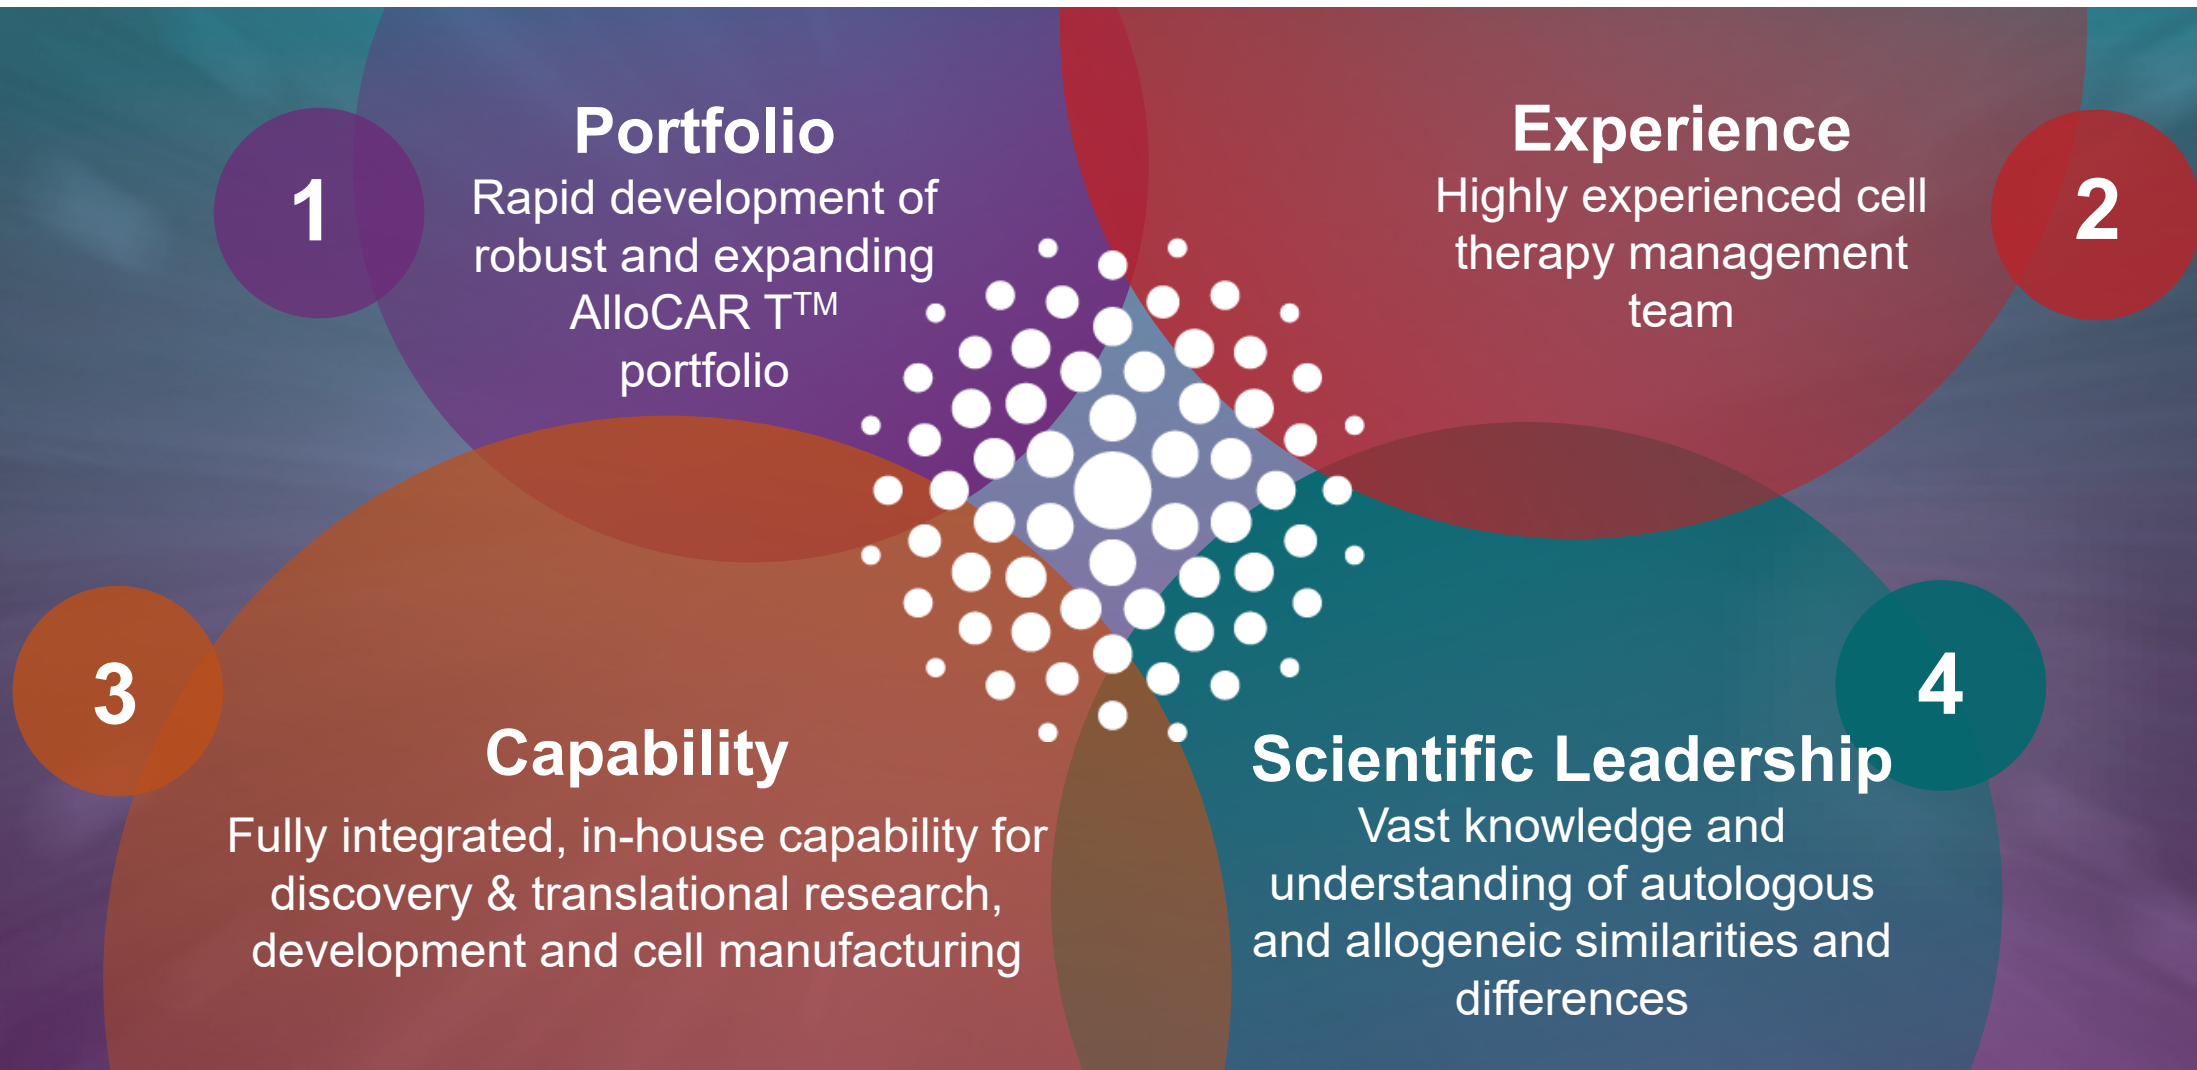 1
Portfolio
Rapid development of
robust and expanding
AlloCAR T™
portfolio
Experience
Highly experienced cell
therapy management
team
2
3
Capability
Fully integrated, in-house capability for
discovery & translational research,
development and cell manufacturing
4
Scientific Leadership
Vast knowledge and
understanding of autologous
and allogeneic similarities and
differences